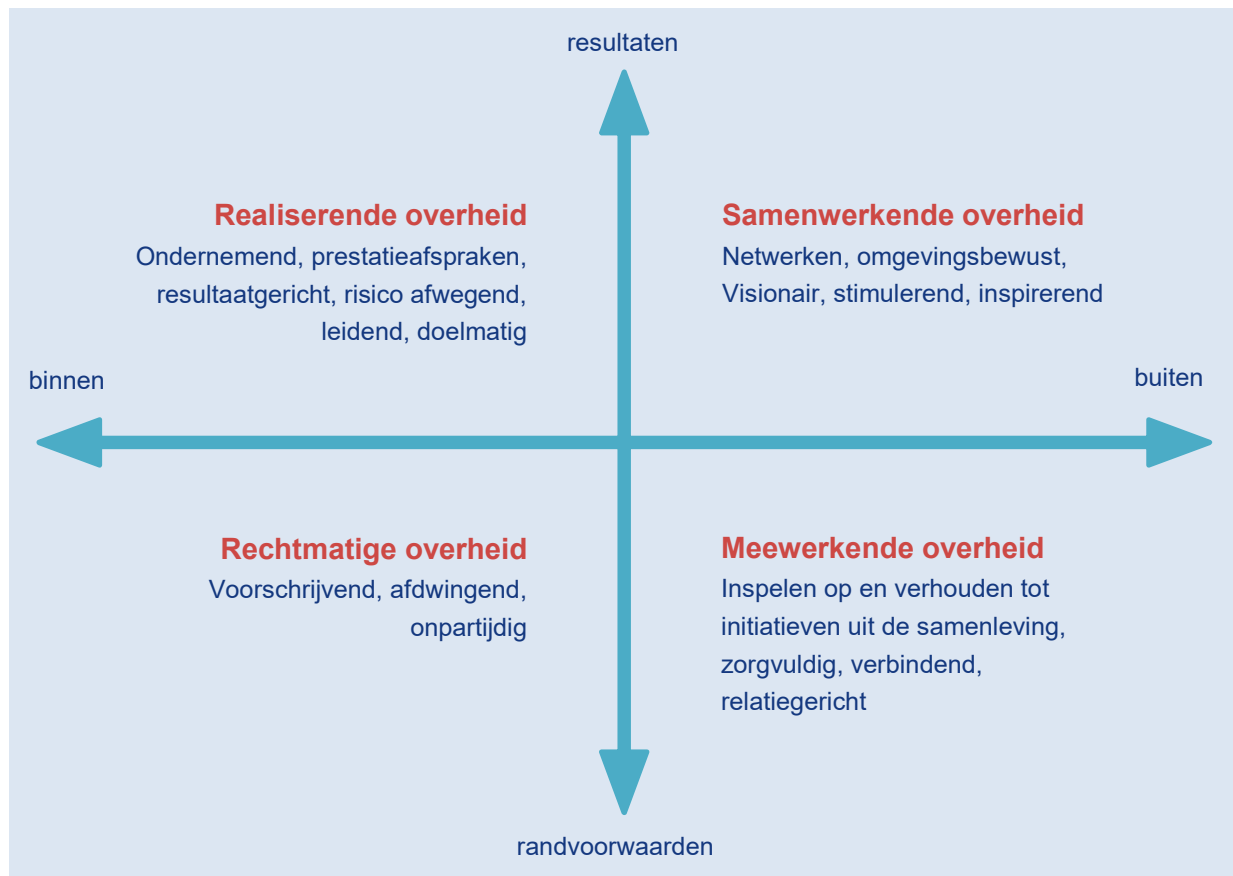 resultaten
Realiserende overheid
Ondernemend, prestatieafspraken,
resultaatgericht, risico afwegend,
leidend, doelmatig
Samenwerkende overheid
Netwerken, omgevingsbewust,
Visionair, stimulerend, inspirerend
binnen
buiten
Rechtmatige overheid
Voorschrijvend, afdwingend,
onpartijdig
Meewerkende overheid
Inspelen op en verhouden tot
initiatieven uit de samenleving,
zorgvuldig, verbindend,
relatiegericht
randvoorwaarden